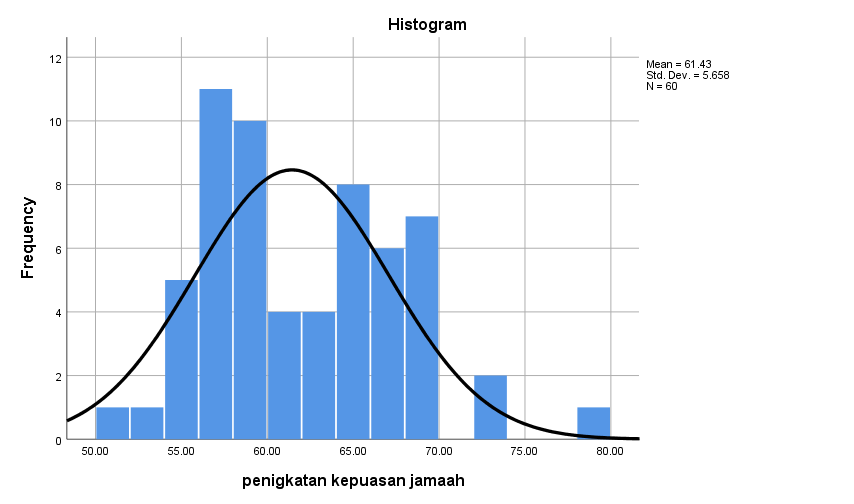 Histogram
Mean = 61.43
Std. Dev. = 5.658
N = 60
12
10
8
6
4
2
0
Frequency
50.00 55.00 60.00 65.00 70.00 75.00 80.00
penigkatan kepuasan jamaah